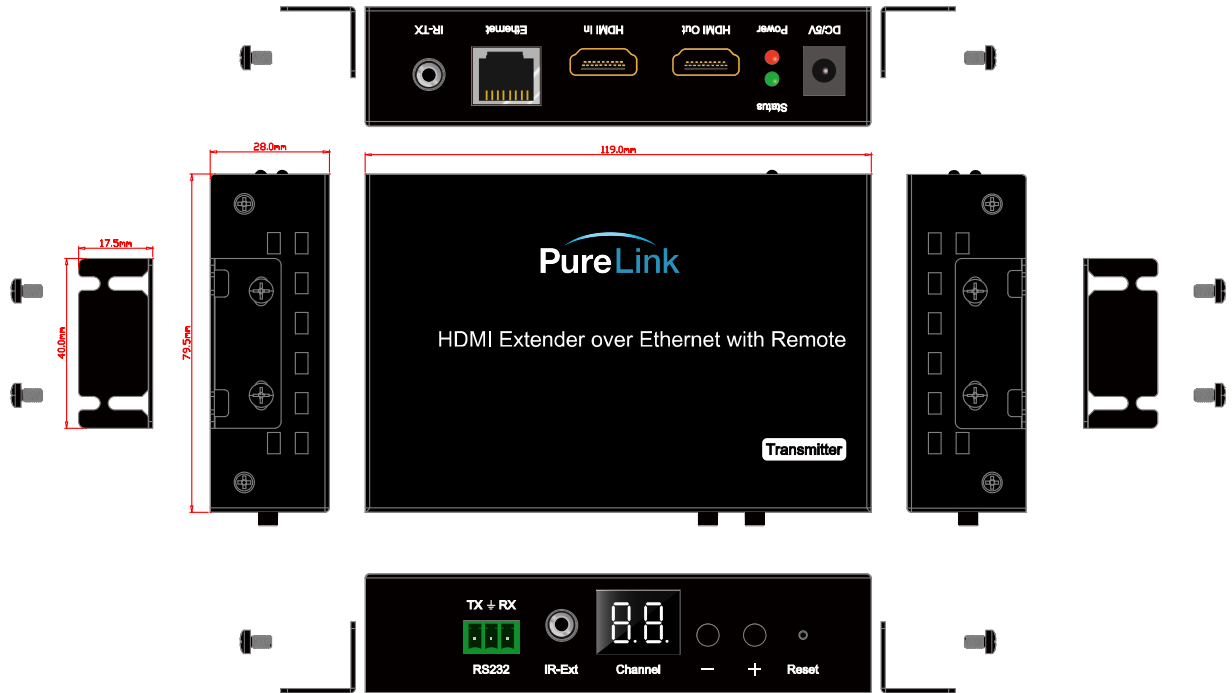 IR-TX Ethernet HDMI In HDMI Out Power DC/5V
Status
28.0mm
119.0mm
17.5mm
40.0mm
79.5mm
PureLink
HDMI Extender over Ethernet with Remote
Transmitter
TX RX
8.8.
RS232 IR-Ext Channel − + Reset